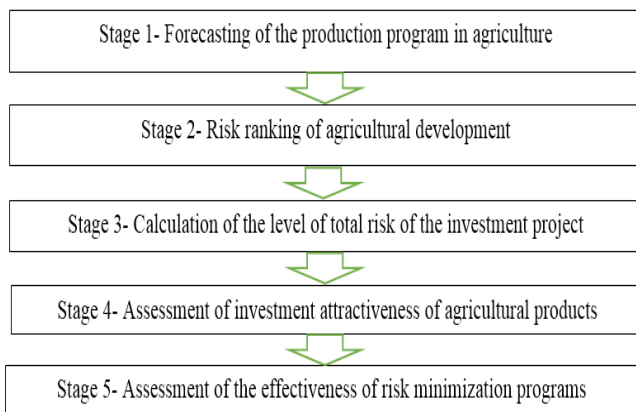 Stage 1- Forecasting of the production program in agriculture
Stage 2- Risk ranking of agricultural development
Stage 3- Calculation of the level of total risk of the investment project
Stage 4- Assessment of investment attractiveness of agricultural products
Stage 5- Assessment of the effectiveness of risk minimization programs